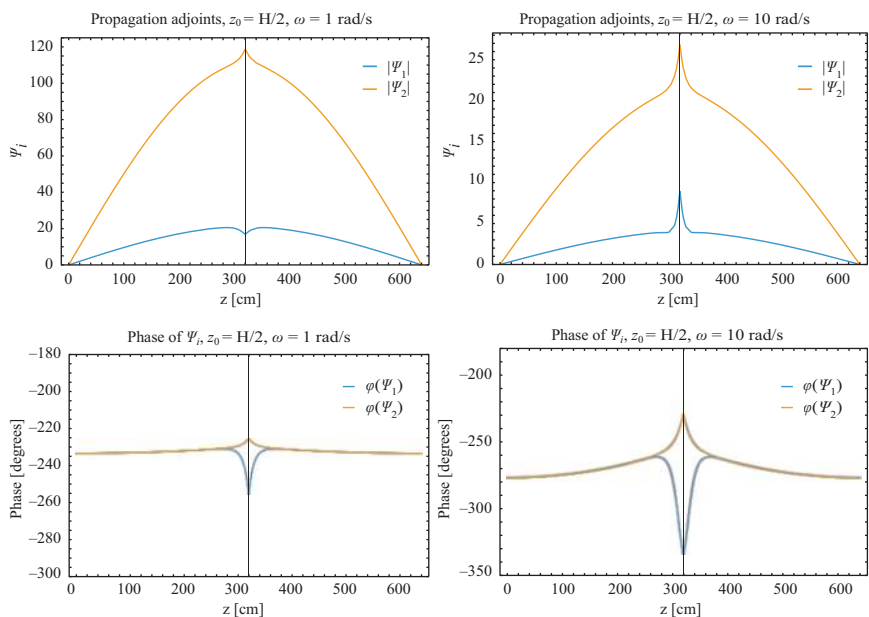 Propagation adjoints, z₀ = H/2, ω = 1 rad/s
120
100
80
60
40
20
0
Ψᵢ
|Ψ₁|
|Ψ₂|
0 100 200 300 400 500 600
z [cm]
Propagation adjoints, z₀ = H/2, ω = 10 rad/s
25
20
15
10
5
0
Ψᵢ
|Ψ₁|
|Ψ₂|
0 100 200 300 400 500 600
z [cm]
Phase of Ψᵢ, z₀ = H/2, ω = 1 rad/s
–180
–200
–220
–240
–260
–280
–300
Phase [degrees]
φ(Ψ₁)
φ(Ψ₂)
0 100 200 300 400 500 600
z [cm]
Phase of Ψᵢ, z₀ = H/2, ω = 10 rad/s
–200
–250
–300
–350
Phase [degrees]
φ(Ψ₁)
φ(Ψ₂)
0 100 200 300 400 500 600
z [cm]